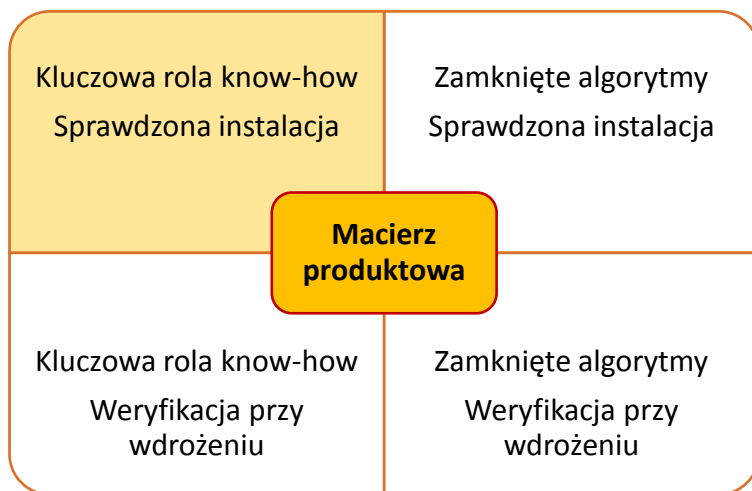 Kluczowa rola know-how
Sprawdzona instalacja
Zamknięte algorytmy
Sprawdzona instalacja
Macierz
produktowa
Kluczowa rola know-how
Weryfikacja przy
wdrożeniu
Zamknięte algorytmy
Weryfikacja przy
wdrożeniu